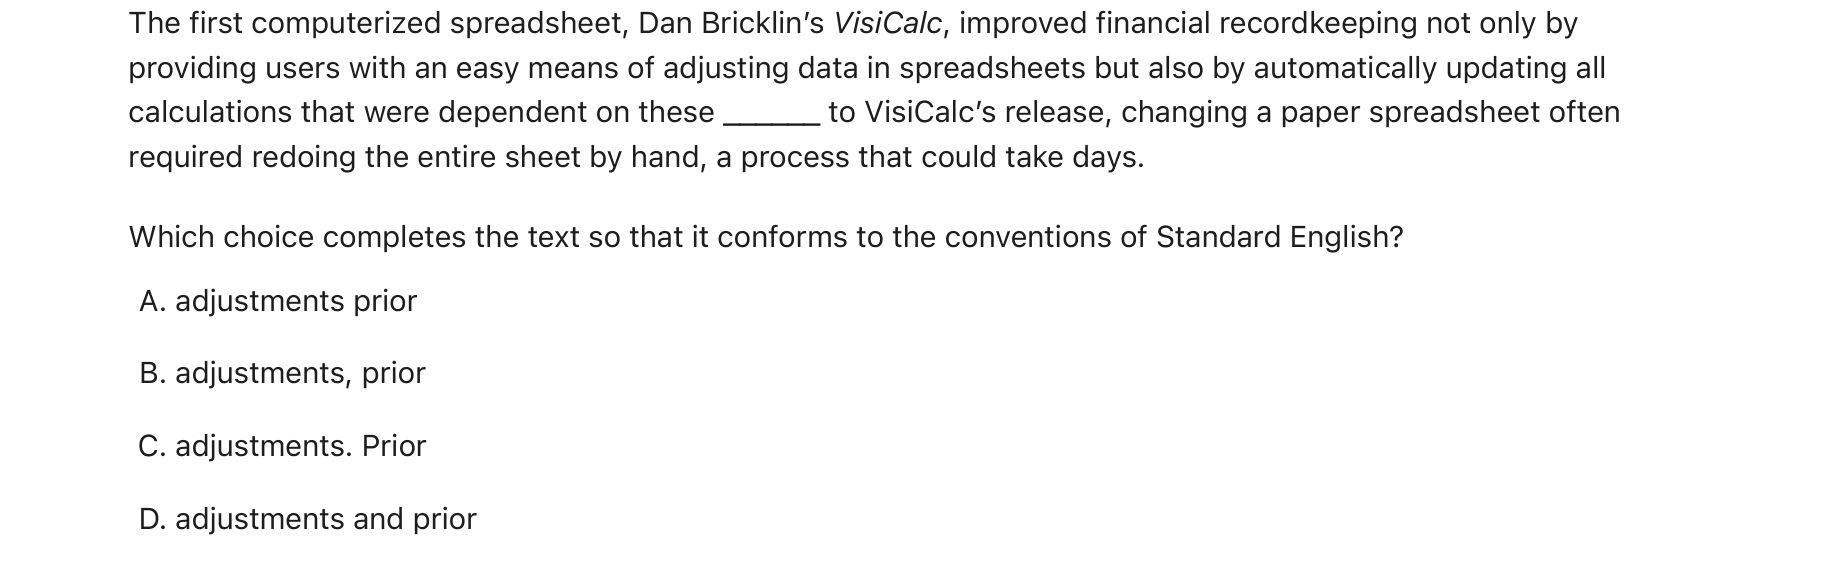 The first computerized spreadsheet, Dan Bricklin’s VisiCalc, improved financial recordkeeping not only by
providing users with an easy means of adjusting data in spreadsheets but also by automatically updating all
calculations that were dependent on these ______ to VisiCalc’s release, changing a paper spreadsheet often
required redoing the entire sheet by hand, a process that could take days.
Which choice completes the text so that it conforms to the conventions of Standard English?
A. adjustments prior
B. adjustments, prior
C. adjustments. Prior
D. adjustments and prior